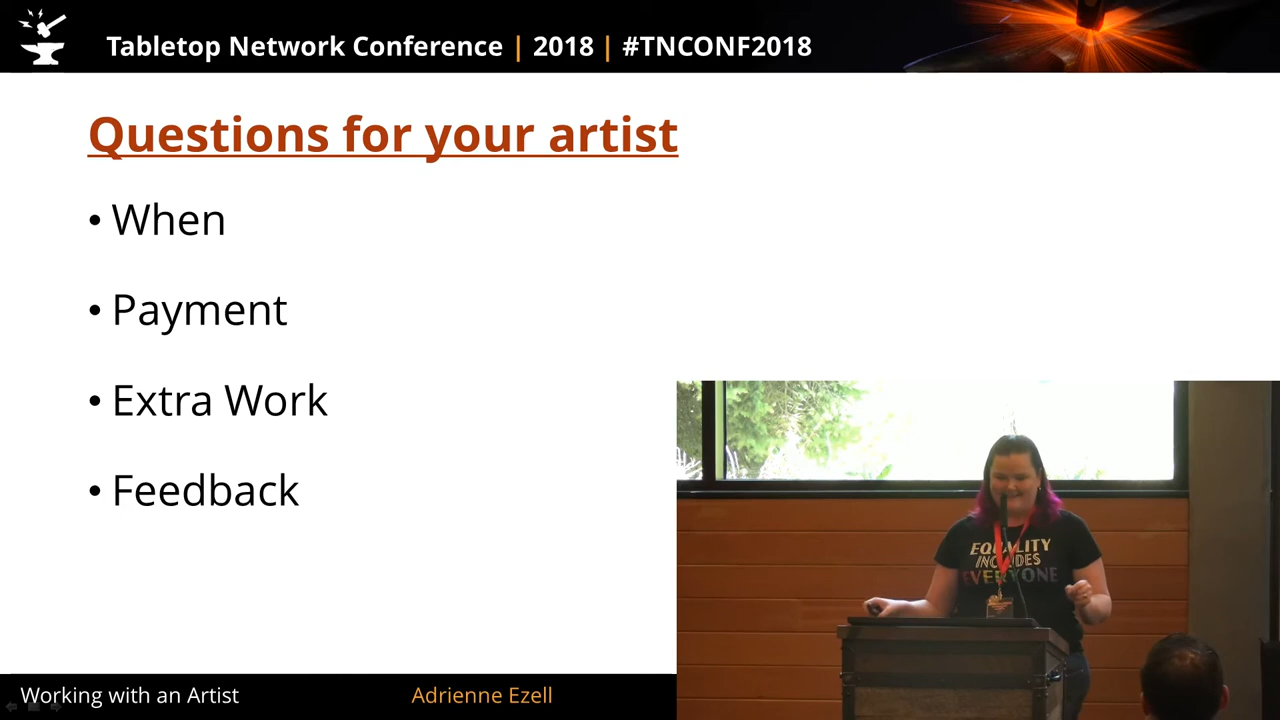 Tabletop Network Conference | 2018 | #TNCONF2018
Questions for your artist
• When
• Payment
• Extra Work
• Feedback
EQUALITY
INCLUDES
EVERYONE
Working with an Artist
Adrienne Ezell